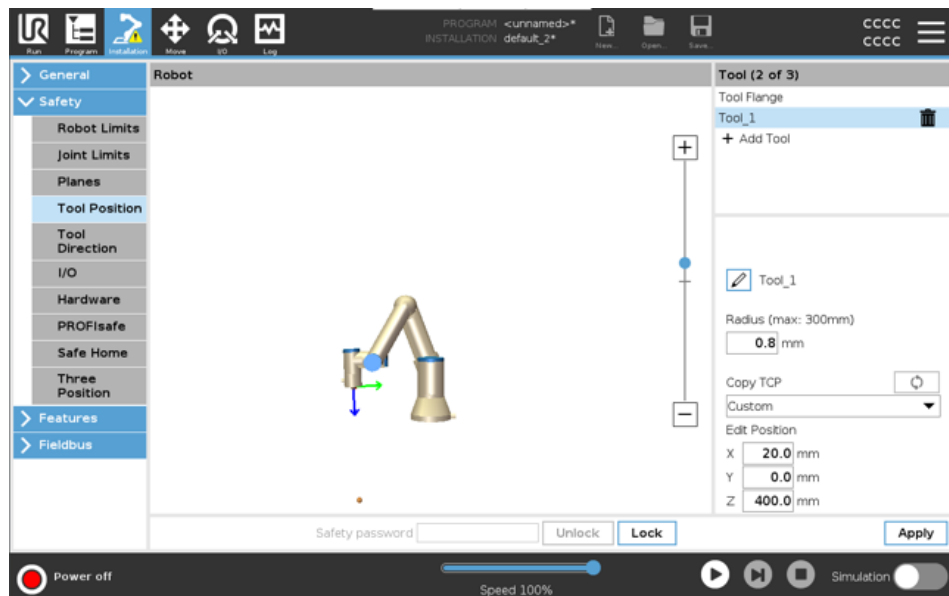 UR
Run
Program
Installation
Move
I/O
Log
PROGRAM <unnamed>*
INSTALLATION default_2*
New...
Open...
Save...
cccc
cccc
General
Safety
Robot Limits
Joint Limits
Planes
Tool Position
Tool
Direction
I/O
Hardware
PROFIsafe
Safe Home
Three
Position
Features
Fieldbus
Robot
Tool (2 of 3)
Tool Flange
Tool_1
+ Add Tool
Tool_1
Radius (max: 300mm)
0.8 mm
Copy TCP
Custom
Edit Position
X 20.0 mm
Y 0.0 mm
Z 400.0 mm
Safety password
Unlock
Lock
Apply
Power off
Speed 100%
Simulation